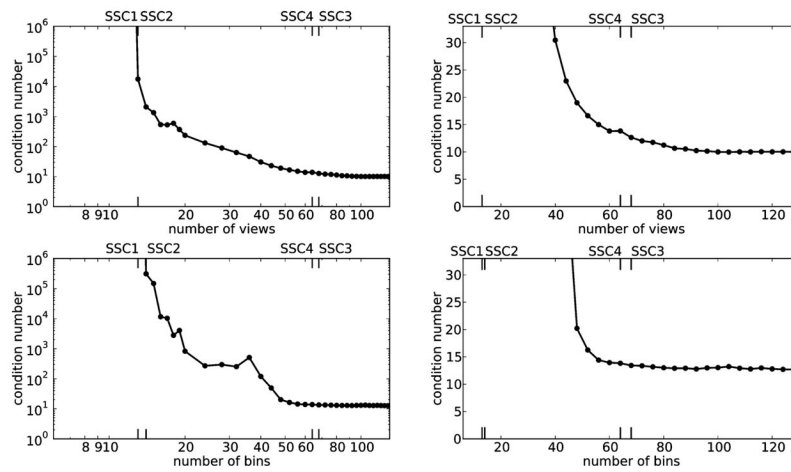 SSC1 SSC2 SSC4 SSC3
10^6
10^5
10^4
10^3
10^2
10^1
10^0
condition number
8 9 10 20 30 40 50 60 80 100
number of views
SSC1 SSC2 SSC4 SSC3
30
25
20
15
10
5
0
condition number
20 40 60 80 100 120
number of views
SSC1 SSC2 SSC4 SSC3
10^6
10^5
10^4
10^3
10^2
10^1
10^0
condition number
8 9 10 20 30 40 50 60 80 100
number of bins
SSC1 SSC2 SSC4 SSC3
30
25
20
15
10
5
0
condition number
20 40 60 80 100 120
number of bins